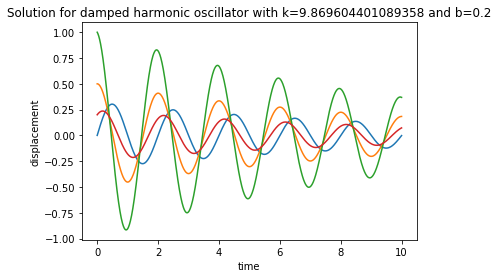 Solution for damped harmonic oscillator with k=9.869604401089358 and b=0.2
1.00
0.75
0.50
0.25
0.00
−0.25
−0.50
−0.75
−1.00
displacement
0 2 4 6 8 10
time